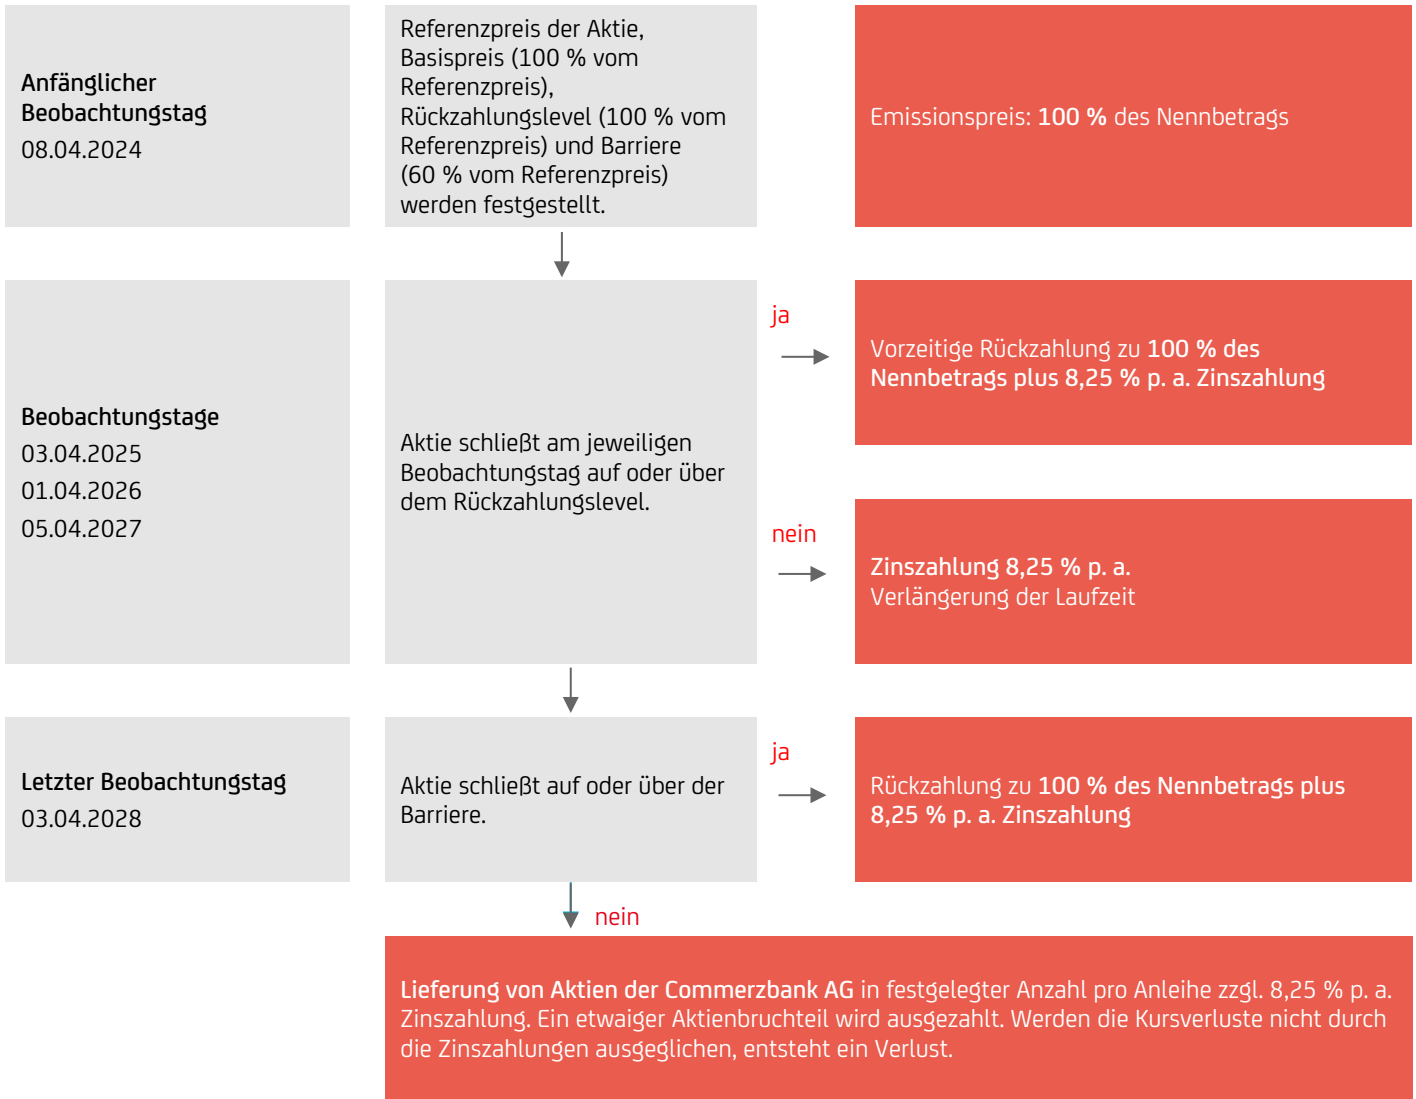 Anfänglicher
Beobachtungstag
08.04.2024
Referenzpreis der Aktie,
Basispreis (100 % vom
Referenzpreis),
Rückzahlungslevel (100 % vom
Referenzpreis) und Barriere
(60 % vom Referenzpreis)
werden festgestellt.
Emissionspreis: 100 % des Nennbetrags
Beobachtungstage
03.04.2025
01.04.2026
05.04.2027
Aktie schließt am jeweiligen
Beobachtungstag auf oder über
dem Rückzahlungslevel.
ja
Vorzeitige Rückzahlung zu 100 % des
Nennbetrags plus 8,25 % p. a. Zinszahlung
nein
Zinszahlung 8,25 % p. a.
Verlängerung der Laufzeit
Letzter Beobachtungstag
03.04.2028
Aktie schließt auf oder über der
Barriere.
ja
Rückzahlung zu 100 % des Nennbetrags plus
8,25 % p. a. Zinszahlung
nein
Lieferung von Aktien der Commerzbank AG in festgelegter Anzahl pro Anleihe zzgl. 8,25 % p. a.
Zinszahlung. Ein etwaiger Aktienbruchteil wird ausgezahlt. Werden die Kursverluste nicht durch
die Zinszahlungen ausgeglichen, entsteht ein Verlust.